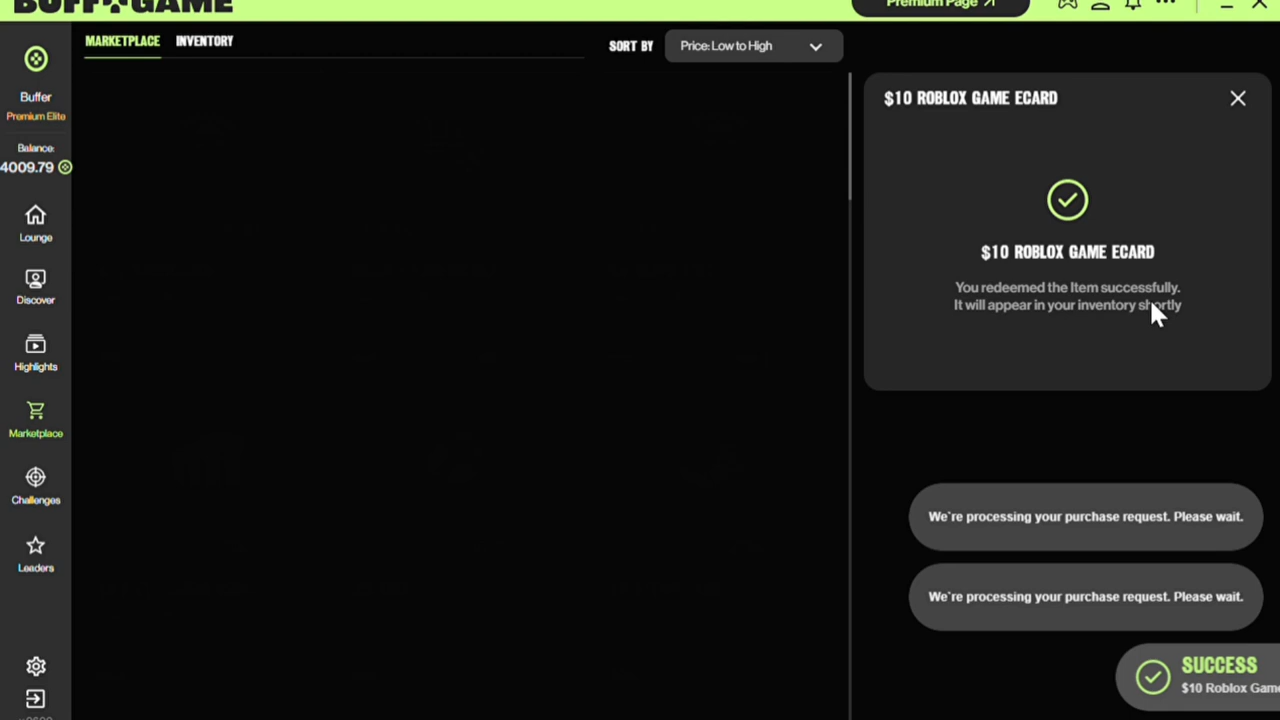 BUFF GAME
Premium Page ↗
MARKETPLACE
INVENTORY
SORT BY
Price: Low to High
Buffer
Premium Elite
Balance:
4009.79
Lounge
Discover
Highlights
Marketplace
Challenges
Leaders
$10 ROBLOX GAME ECARD
$10 ROBLOX GAME ECARD
You redeemed the Item successfully.
It will appear in your inventory shortly
We're processing your purchase request. Please wait.
We're processing your purchase request. Please wait.
SUCCESS
$10 Roblox Game